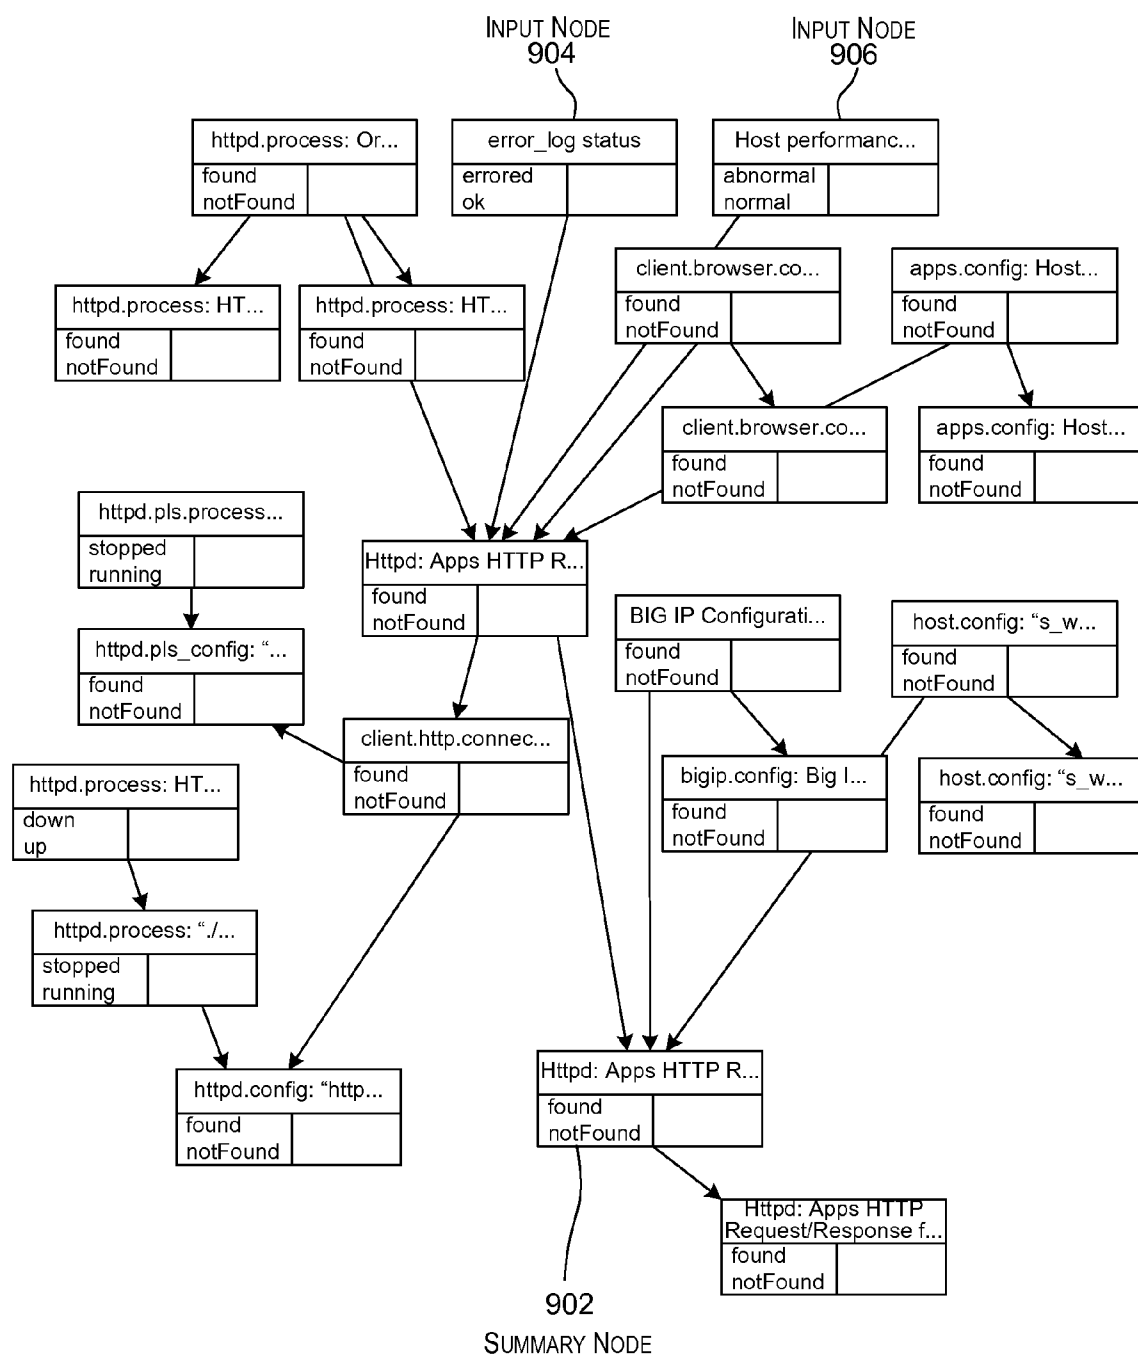 INPUT NODE
904
INPUT NODE
906
httpd.process: Or...
found
notFound
error_log status
errored
ok
Host performanc...
abnormal
normal
client.browser.co...
found
notFound
apps.config: Host...
found
notFound
httpd.process: HT...
found
notFound
httpd.process: HT...
found
notFound
client.browser.co...
found
notFound
apps.config: Host...
found
notFound
httpd.pls.process...
stopped
running
Httpd: Apps HTTP R...
found
notFound
BIG IP Configurati...
found
notFound
host.config: “s_w...
found
notFound
httpd.pls_config: “...
found
notFound
client.http.connec...
found
notFound
bigip.config: Big I...
found
notFound
host.config: “s_w...
found
notFound
httpd.process: HT...
down
up
httpd.process: “./...
stopped
running
httpd.config: “http...
found
notFound
Httpd: Apps HTTP R...
found
notFound
Httpd: Apps HTTP
Request/Response f...
found
notFound
902
SUMMARY NODE